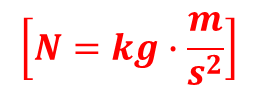 [N = kg · m/s²]